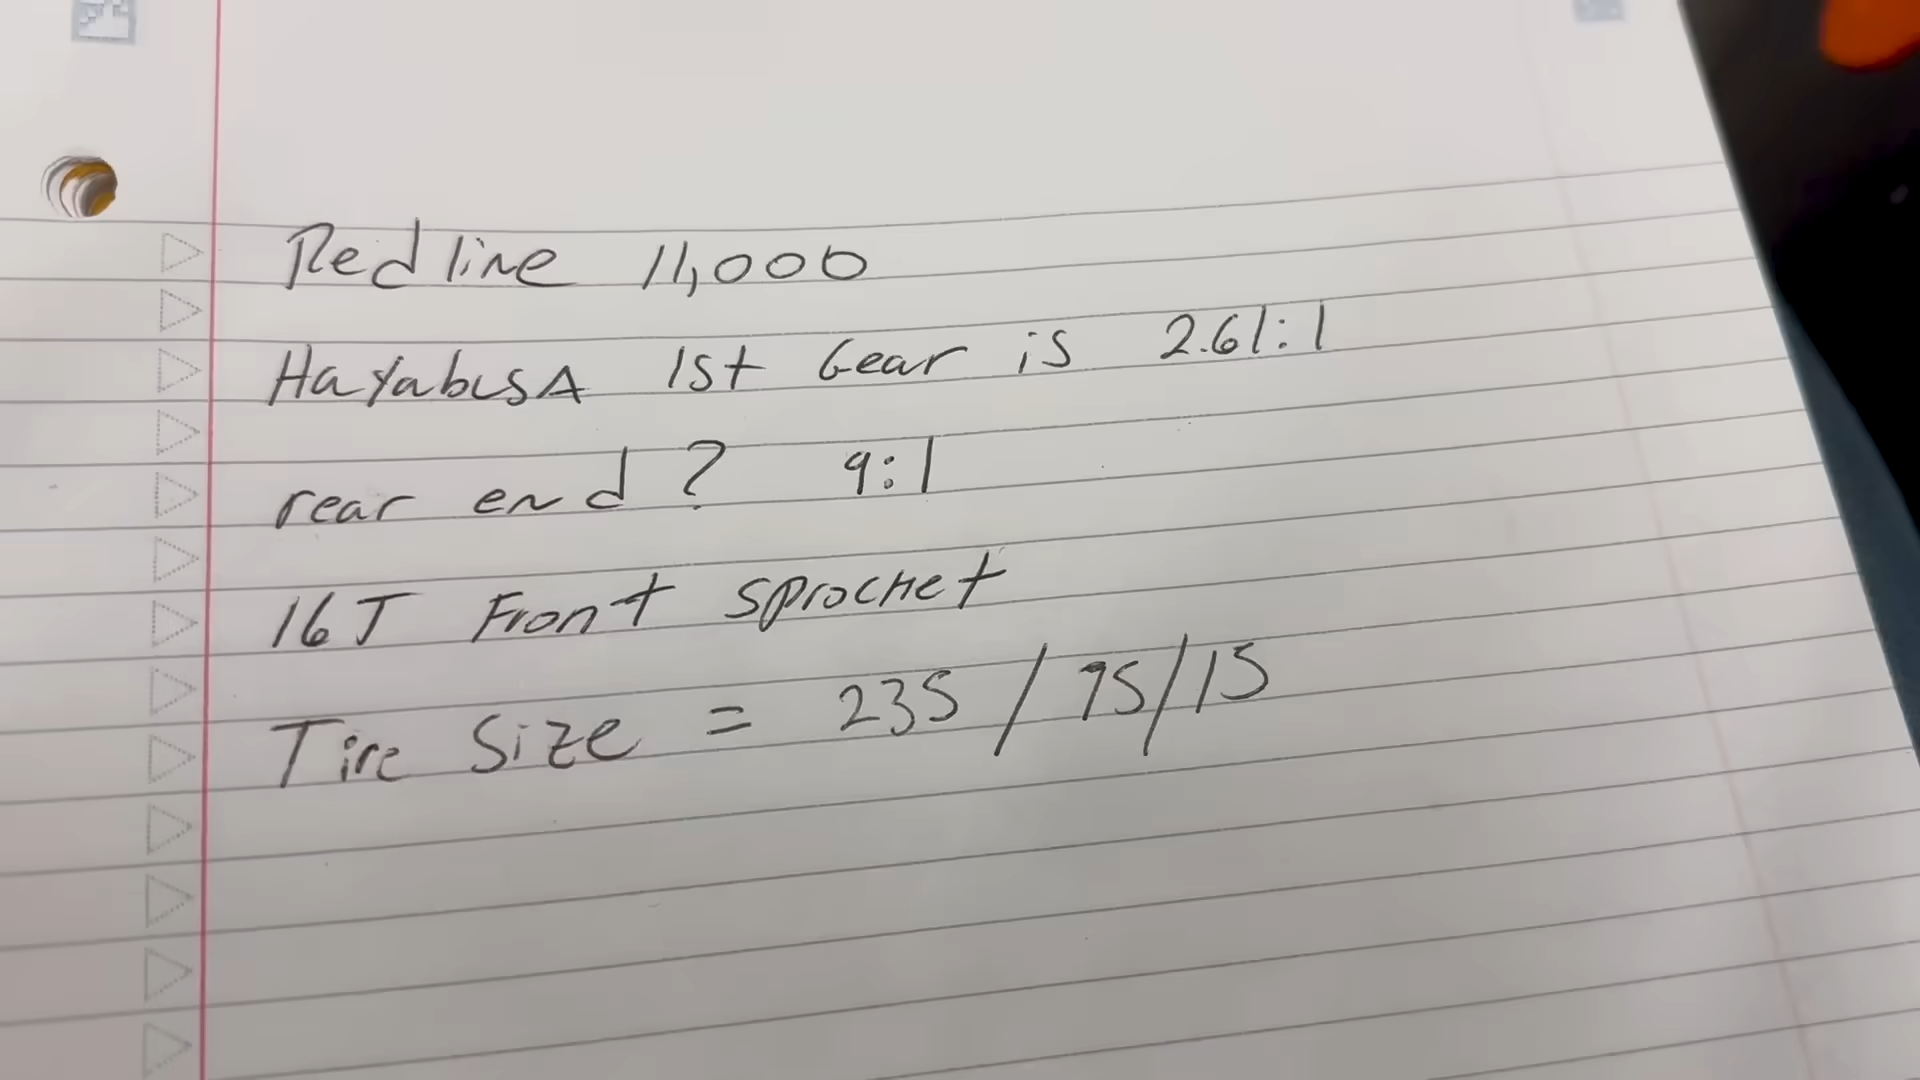 Redline 11,000
HayabusA 1st Gear is 2.61:1
rear end ? 9:1
16T Front sprocket
Tire Size = 235 / 75/15